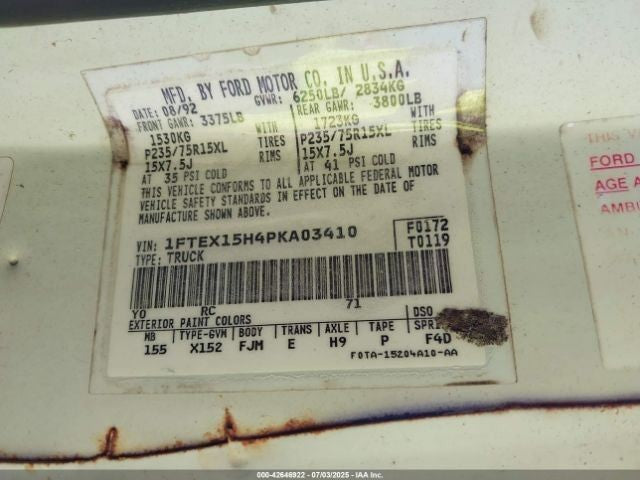 MFD. BY FORD MOTOR CO. IN U.S.A.
DATE: 08/92 GVWR: 6250LB/ 2834KG
FRONT GAWR: 3375LB REAR GAWR: 3800LB
1530KG WITH 1723KG WITH
P235/75R15XL TIRES P235/75R15XL TIRES
15X7.5J RIMS 15X7.5J RIMS
AT 35 PSI COLD AT 41 PSI COLD
THIS VEHICLE CONFORMS TO ALL APPLICABLE FEDERAL MOTOR
VEHICLE SAFETY STANDARDS IN EFFECT ON THE DATE OF
MANUFACTURE SHOWN ABOVE.
VIN: 1FTEX15H4PKA03410 F0172
TYPE: TRUCK T0119
YO RC 71
EXTERIOR PAINT COLORS DSO
WB TYPE-GVW BODY TRANS AXLE TAPE
155 X152 FJM E H9 P F4D
F0TA-15204A10-AA
THIS
FORD
AGE A
AMBU
000-42646922 - 07/03/2025 - IAA Inc.